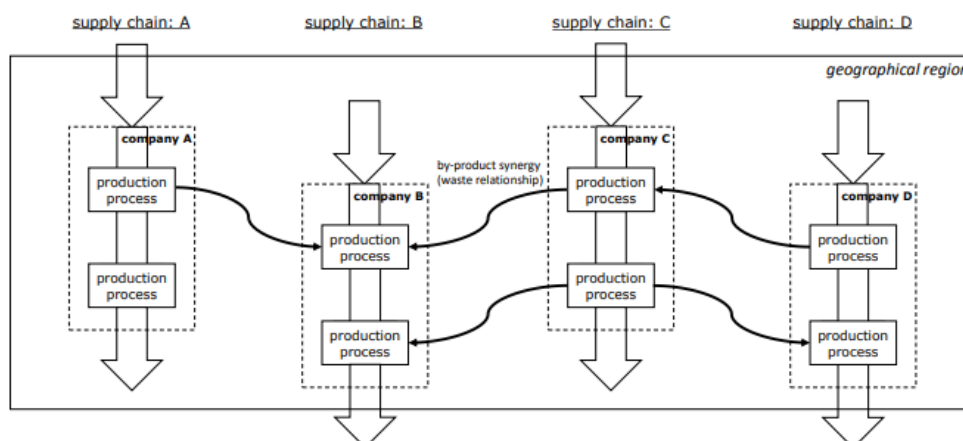 supply chain: A
supply chain: B
supply chain: C
supply chain: D
geographical region
company A
production
process
production
process
company B
production
process
production
process
by-product synergy
(waste relationship)
company C
production
process
production
process
company D
production
process
production
process